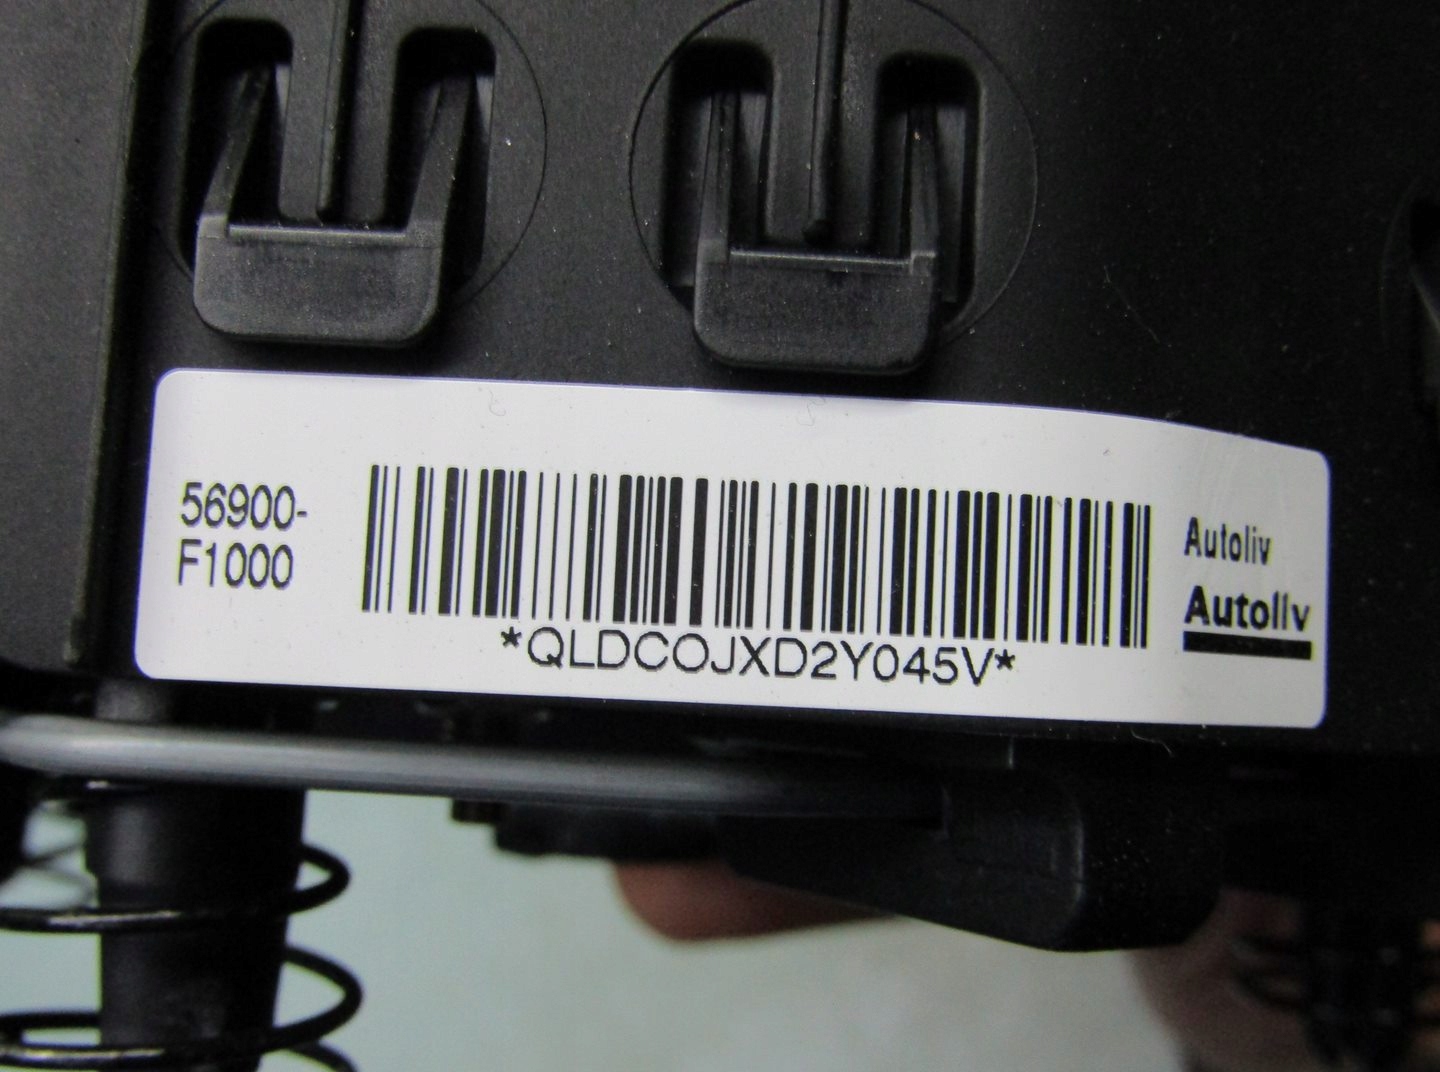 56900-
F1000
*QLDCOJXD2Y045V*
Autoliv
Autoliv